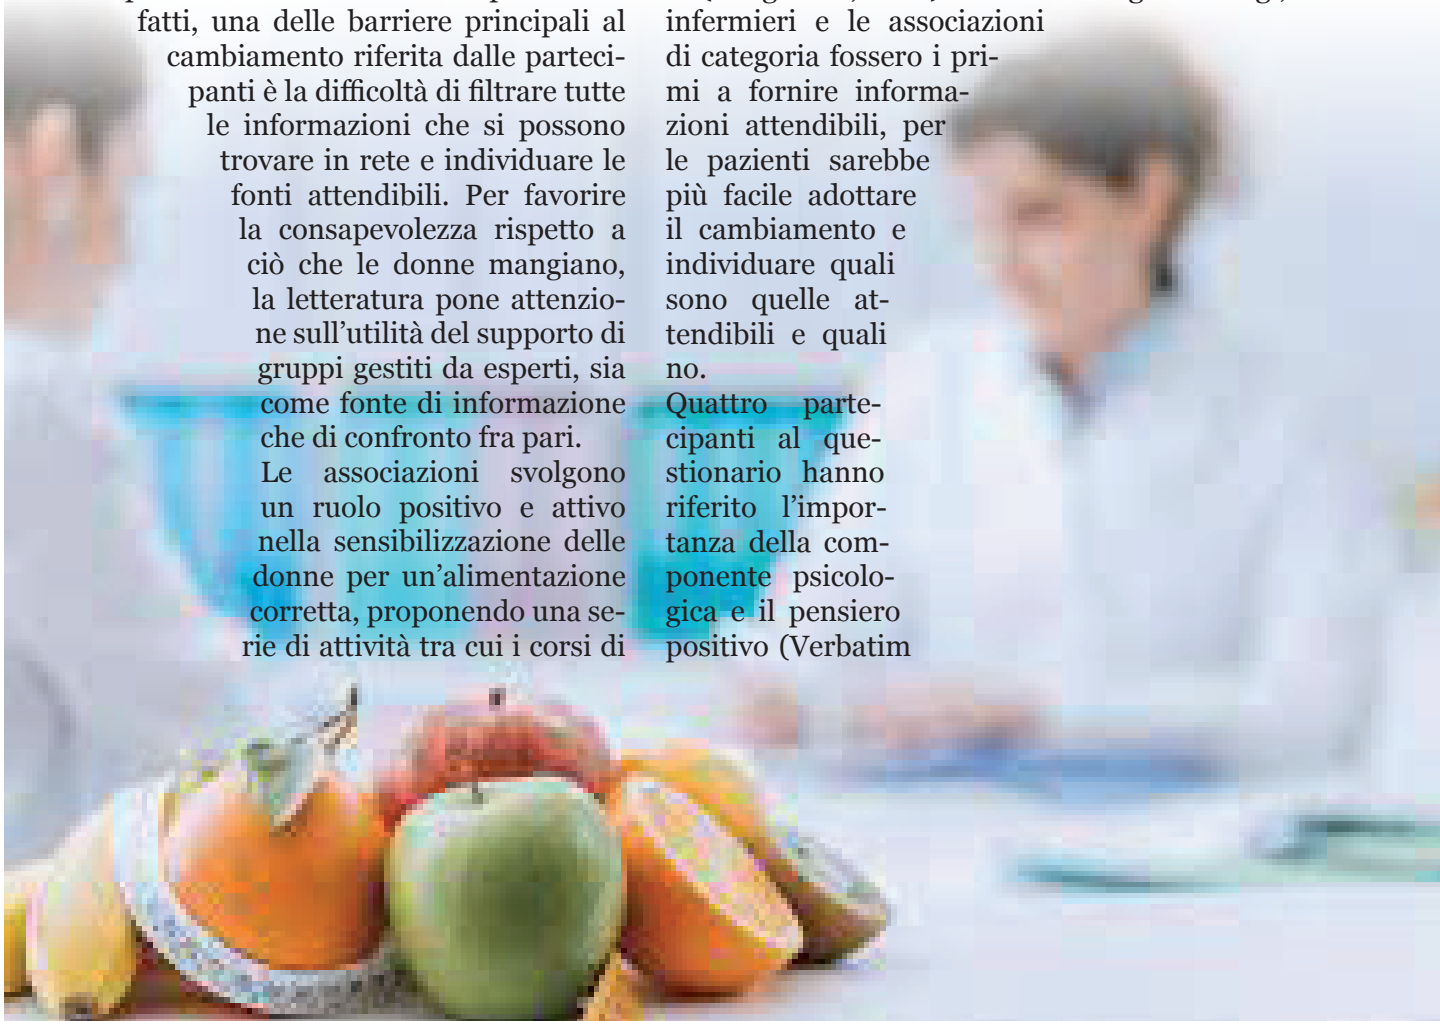 fatti, una delle barriere principali al
cambiamento riferita dalle parteci-
panti è la difficoltà di filtrare tutte
le informazioni che si possono
trovare in rete e individuare le
fonti attendibili. Per favorire
la consapevolezza rispetto a
ciò che le donne mangiano,
la letteratura pone attenzio-
ne sull’utilità del supporto di
gruppi gestiti da esperti, sia
come fonte di informazione
che di confronto fra pari.
Le associazioni svolgono
un ruolo positivo e attivo
nella sensibilizzazione delle
donne per un’alimentazione
corretta, proponendo una se-
rie di attività tra cui i corsi di
infermieri e le associazioni
di categoria fossero i pri-
mi a fornire informa-
zioni attendibili, per
le pazienti sarebbe
più facile adottare
il cambiamento e
individuare quali
sono quelle at-
tendibili e quali
no.
Quattro parte-
cipanti al que-
stionario hanno
riferito l’impor-
tanza della com-
ponente psicolo-
gica e il pensiero
positivo (Verbatim